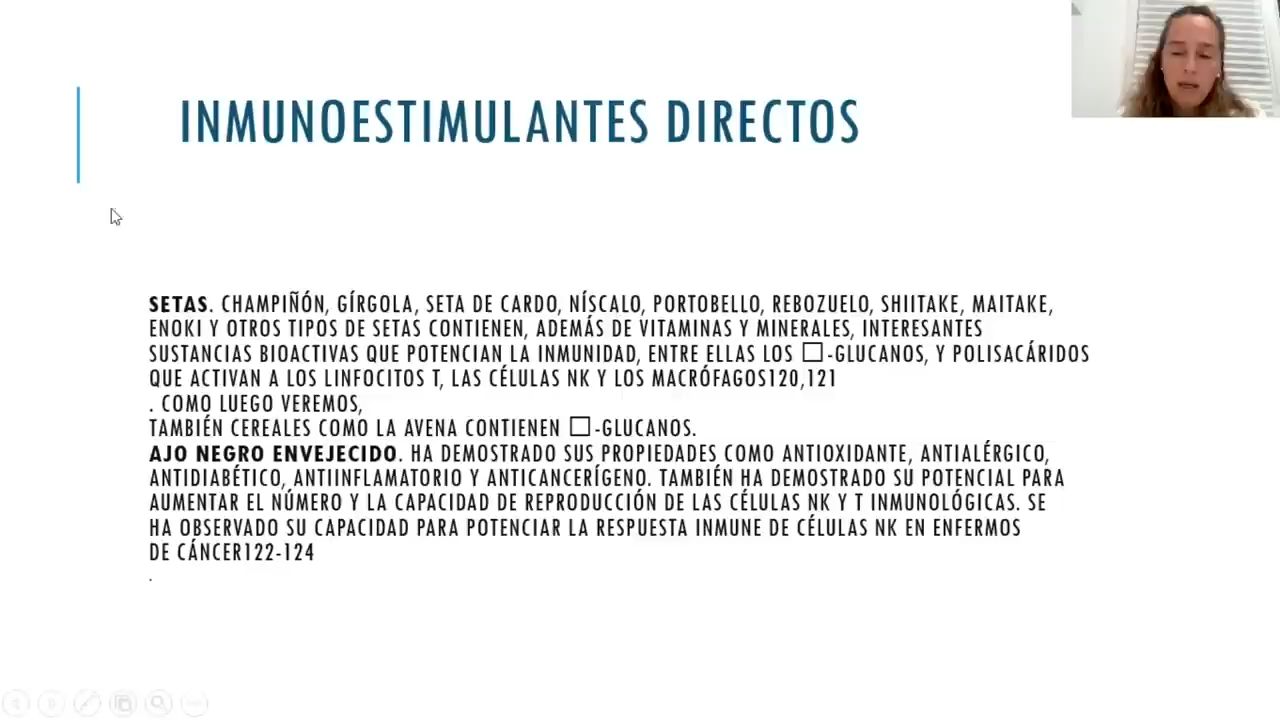 INMUNOESTIMULANTES DIRECTOS
SETAS. CHAMPIÑÓN, GÍRGOLA, SETA DE CARDO, NÍSCALO, PORTOBELLO, REBOZUELO, SHIITAKE, MAITAKE,
ENOKI Y OTROS TIPOS DE SETAS CONTIENEN, ADEMÁS DE VITAMINAS Y MINERALES, INTERESANTES
SUSTANCIAS BIOACTIVAS QUE POTENCIAN LA INMUNIDAD, ENTRE ELLAS LOS □-GLUCANOS, Y POLISACÁRIDOS
QUE ACTIVAN A LOS LINFOCITOS T, LAS CÉLULAS NK Y LOS MACRÓFAGOS120,121
. COMO LUEGO VEREMOS,
TAMBIÉN CEREALES COMO LA AVENA CONTIENEN □-GLUCANOS.
AJO NEGRO ENVEJECIDO. HA DEMOSTRADO SUS PROPIEDADES COMO ANTIOXIDANTE, ANTIALÉRGICO,
ANTIDIABÉTICO, ANTIINFLAMATORIO Y ANTICANCERÍGENO. TAMBIÉN HA DEMOSTRADO SU POTENCIAL PARA
AUMENTAR EL NÚMERO Y LA CAPACIDAD DE REPRODUCCIÓN DE LAS CÉLULAS NK Y T INMUNOLÓGICAS. SE
HA OBSERVADO SU CAPACIDAD PARA POTENCIAR LA RESPUESTA INMUNE DE CÉLULAS NK EN ENFERMOS
DE CÁNCER122-124
.